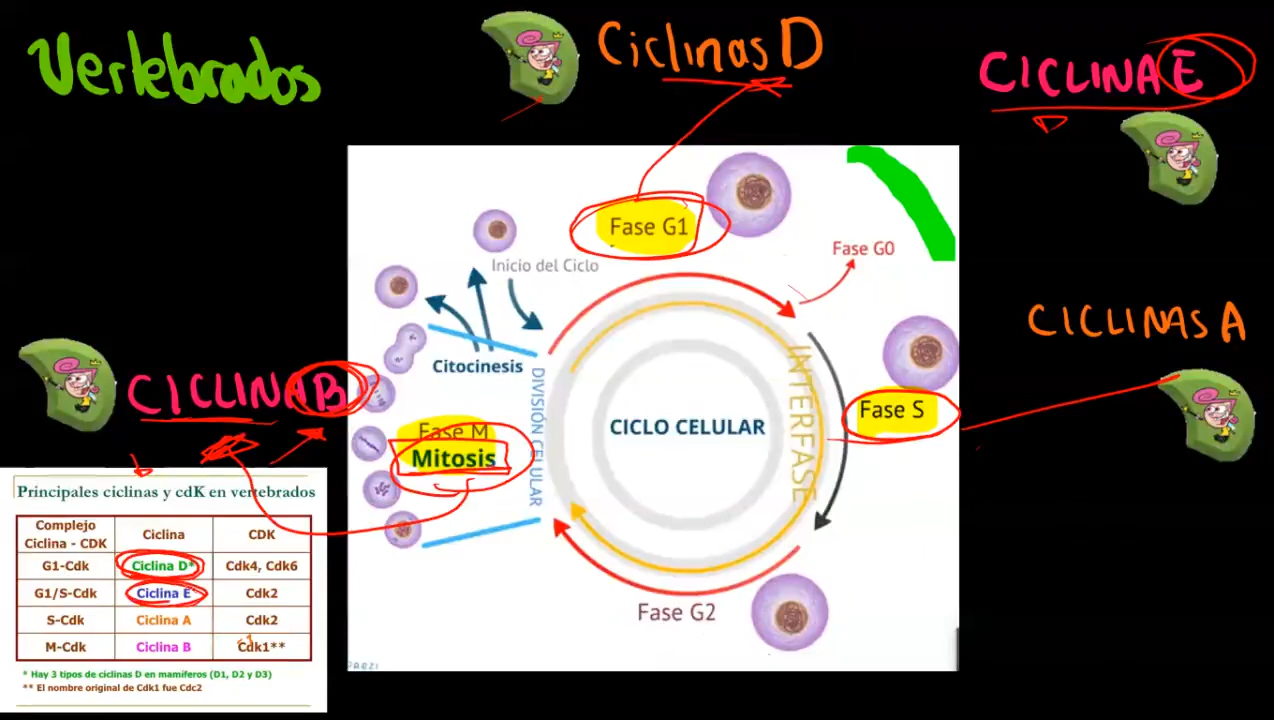 Vertebrados
Ciclinas D
CICLINA E
Fase G1
Fase G0
Inicio del Ciclo
CICLINAS A
Citocinesis
CICLINA B
DIVISIÓN CELULAR
INTERFASE
Fase S
CICLO CELULAR
Fase M
Mitosis
Fase G2
PREZI
Principales ciclinas y cdK en vertebrados
Complejo Ciclina - CDK Ciclina CDK
G1-Cdk Ciclina D* Cdk4, Cdk6
G1/S-Cdk Ciclina E Cdk2
S-Cdk Ciclina A Cdk2
M-Cdk Ciclina B Cdk1**
* Hay 3 tipos de ciclinas D en mamíferos (D1, D2 y D3)
** El nombre original de Cdk1 fue Cdc2